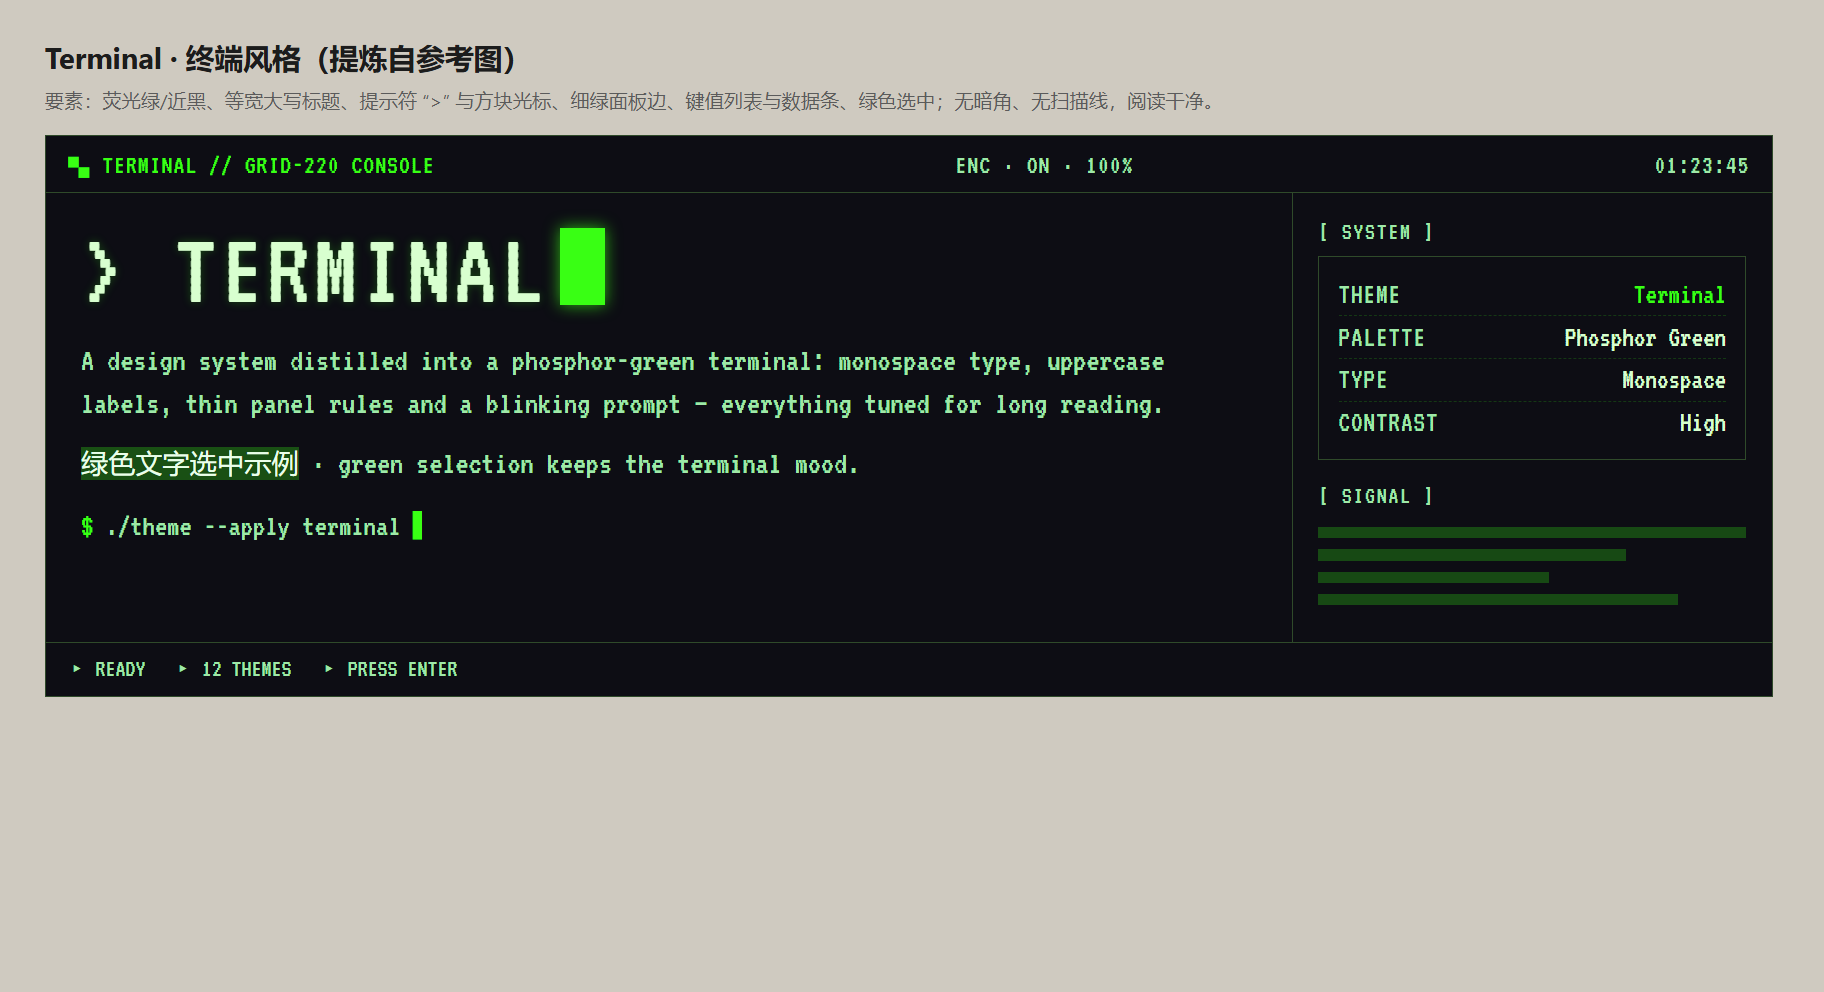 Terminal · 终端风格（提炼自参考图）
要素：荧光绿/近黑、等宽大写标题、提示符 “>” 与方块光标、细绿面板边、键值列表与数据条、绿色选中；无暗角、无扫描线，阅读干净。
TERMINAL // GRID-220 CONSOLE
ENC · ON · 100%
01:23:45
> TERMINAL
A design system distilled into a phosphor-green terminal: monospace type, uppercase
labels, thin panel rules and a blinking prompt — everything tuned for long reading.
绿色文字选中示例 · green selection keeps the terminal mood.
$ ./theme --apply terminal
[ SYSTEM ]
THEME Terminal
PALETTE Phosphor Green
TYPE Monospace
CONTRAST High
[ SIGNAL ]
▸ READY ▸ 12 THEMES ▸ PRESS ENTER